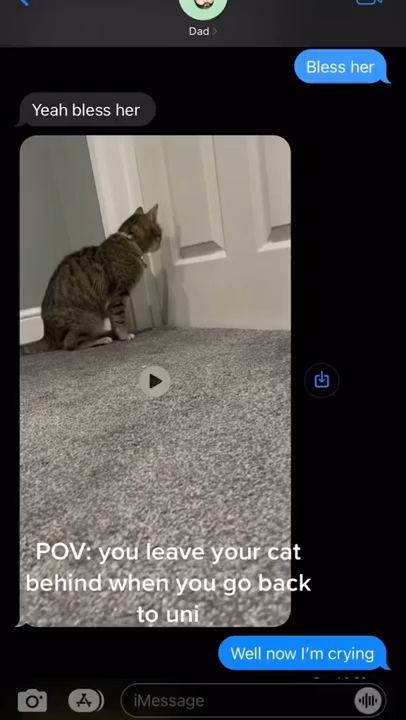 Dad
Bless her
Yeah bless her
POV: you leave your cat
behind when you go back
to uni
Well now I'm crying
iMessage